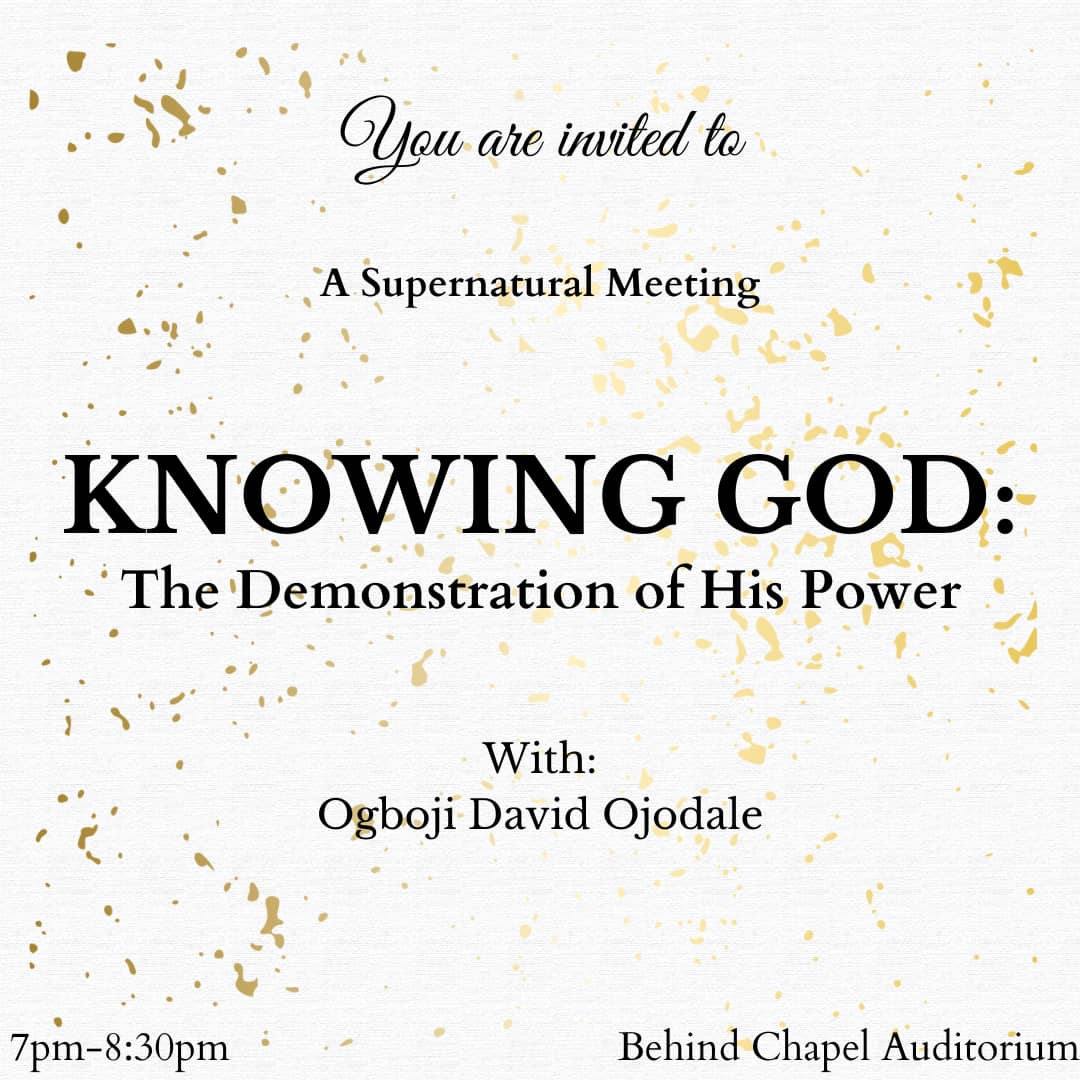 You are invited to
A Supernatural Meeting
KNOWING GOD:
The Demonstration of His Power
With:
Ogboji David Ojodale
7pm-8:30pm
Behind Chapel Auditorium